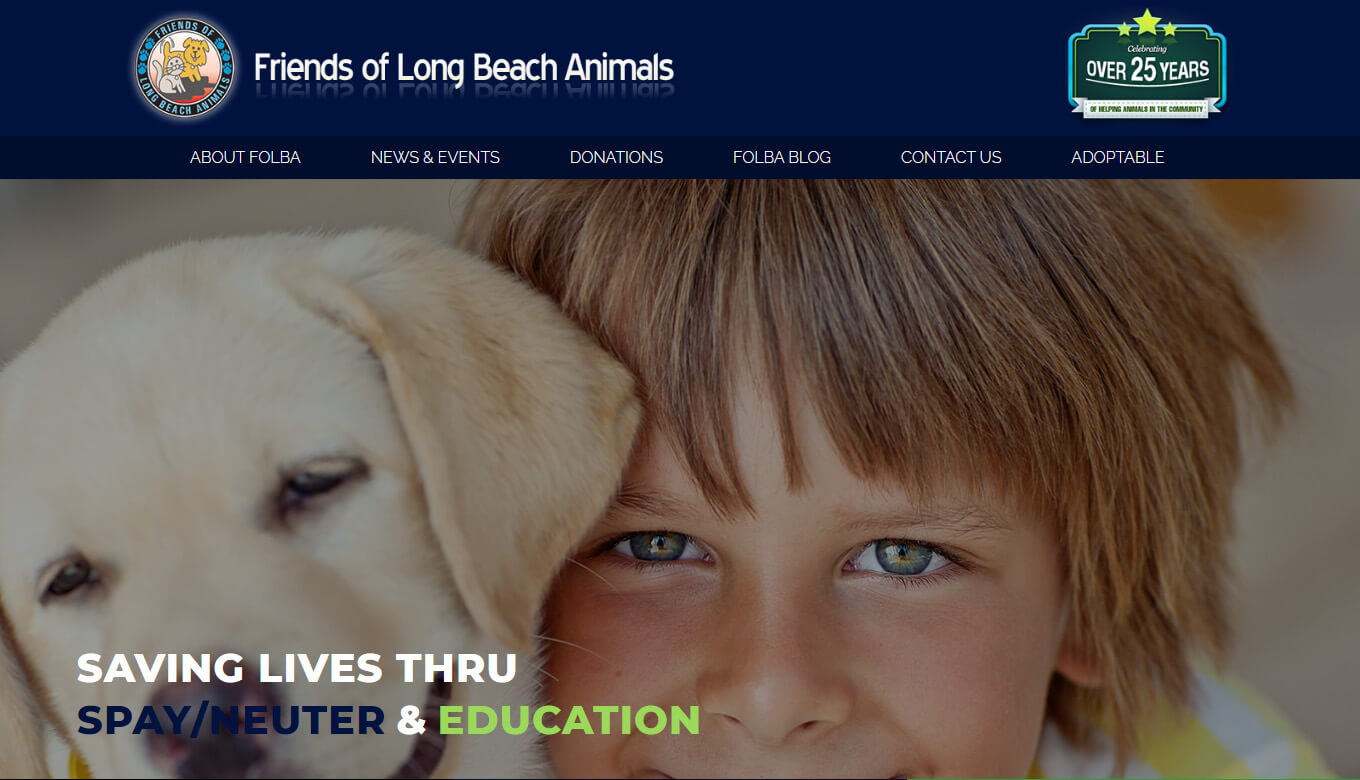 FRIENDS OF
LONG BEACH ANIMALS
Friends of Long Beach Animals
Celebrating
OVER 25 YEARS
OF HELPING ANIMALS IN THE COMMUNITY
ABOUT FOLBA
NEWS & EVENTS
DONATIONS
FOLBA BLOG
CONTACT US
ADOPTABLE
SAVING LIVES THRU
SPAY/NEUTER & EDUCATION